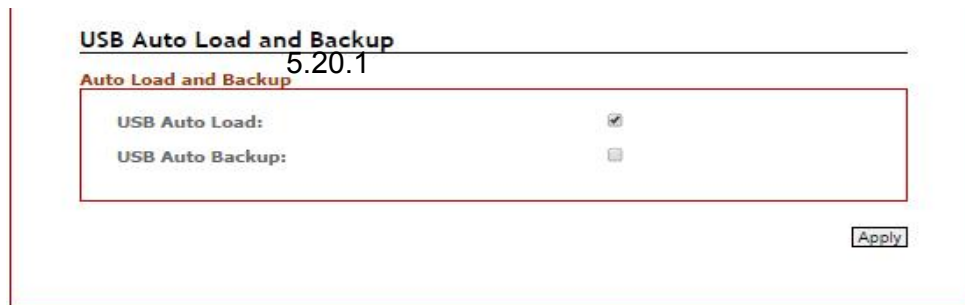 USB Auto Load and Backup
5.20.1
Auto Load and Backup
USB Auto Load:
USB Auto Backup:
Apply